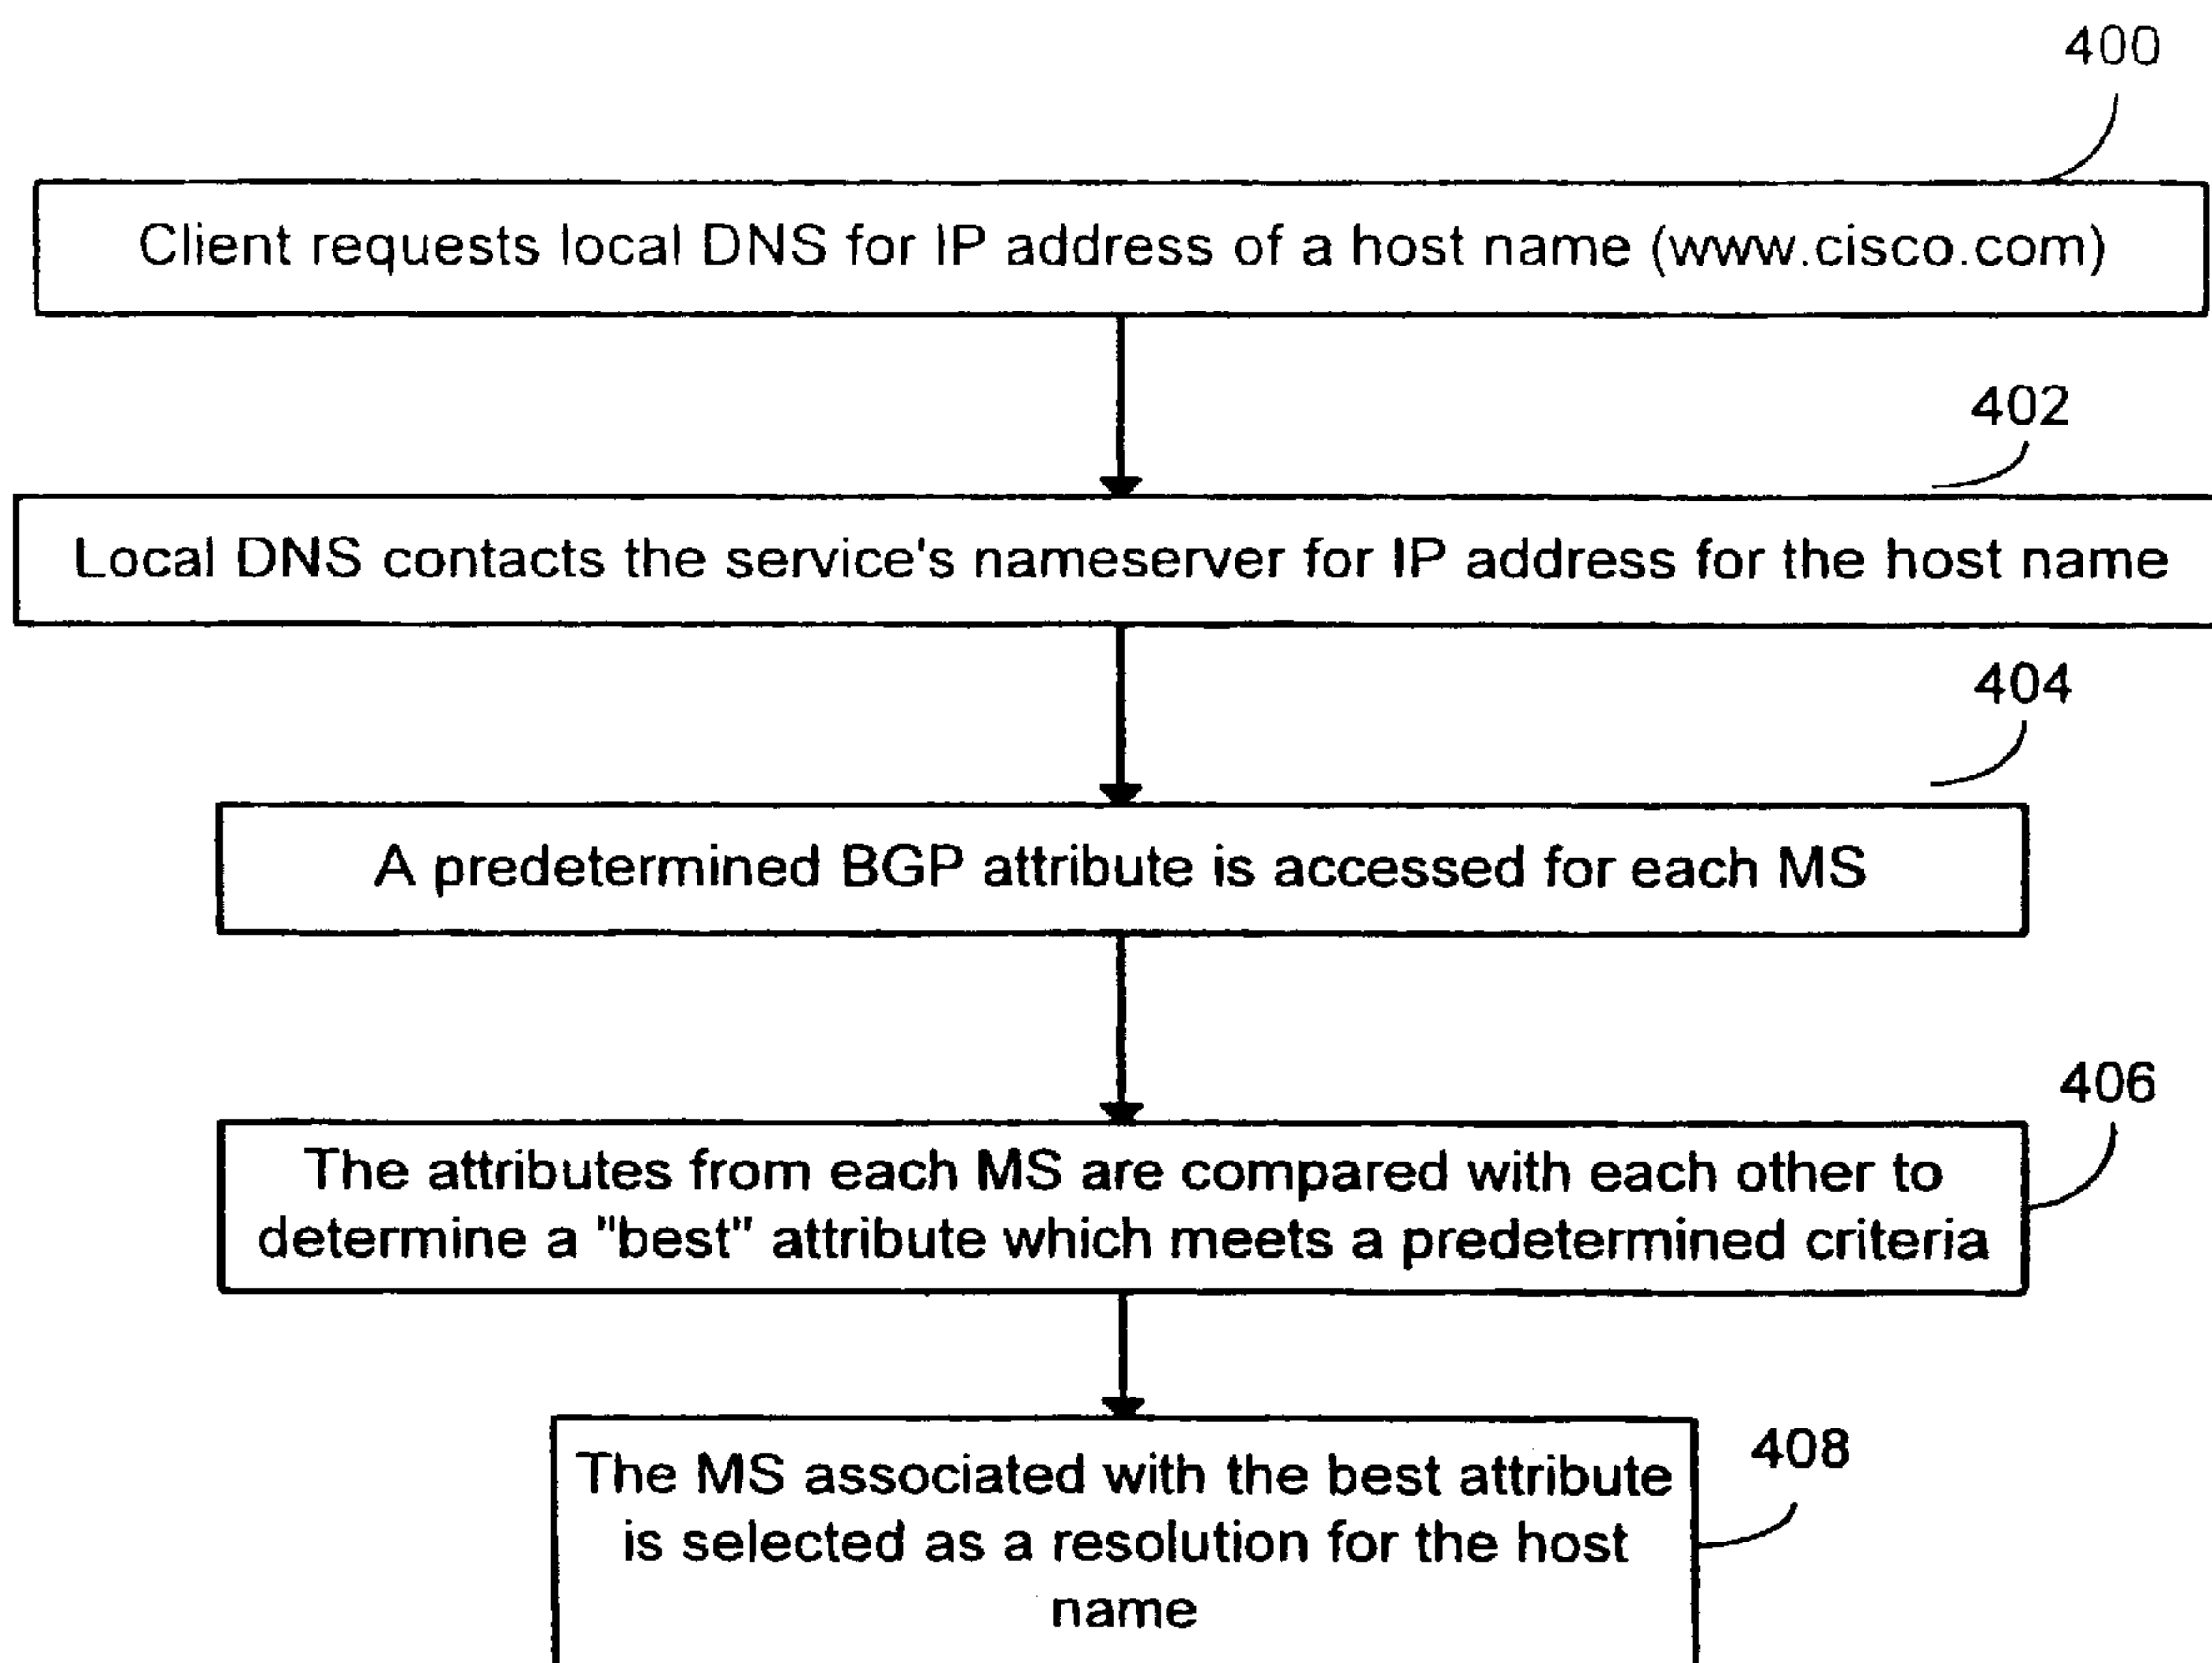 400
Client requests local DNS for IP address of a host name (www.cisco.com)
402
Local DNS contacts the service's nameserver for IP address for the host name
404
A predetermined BGP attribute is accessed for each MS
406
The attributes from each MS are compared with each other to
determine a "best" attribute which meets a predetermined criteria
408
The MS associated with the best attribute
is selected as a resolution for the host
name